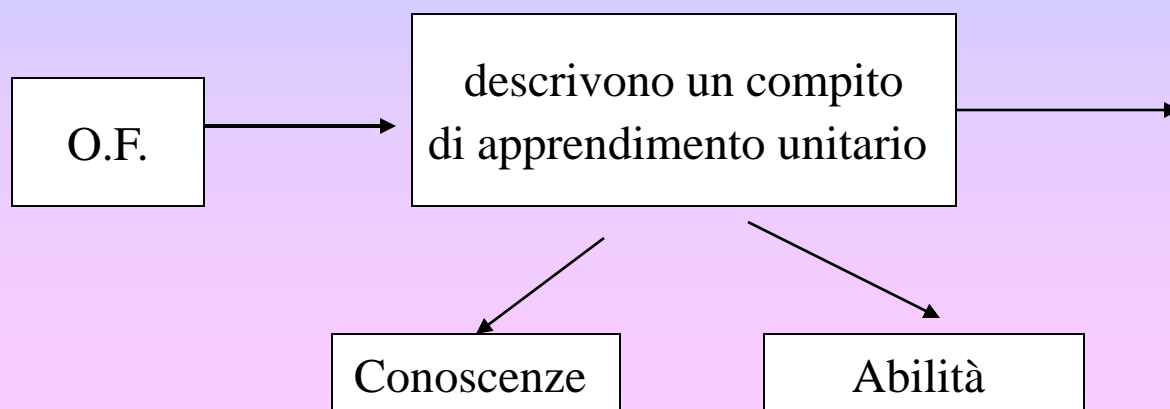 O.F.
descrivono un compito
di apprendimento unitario
Conoscenze
Abilità